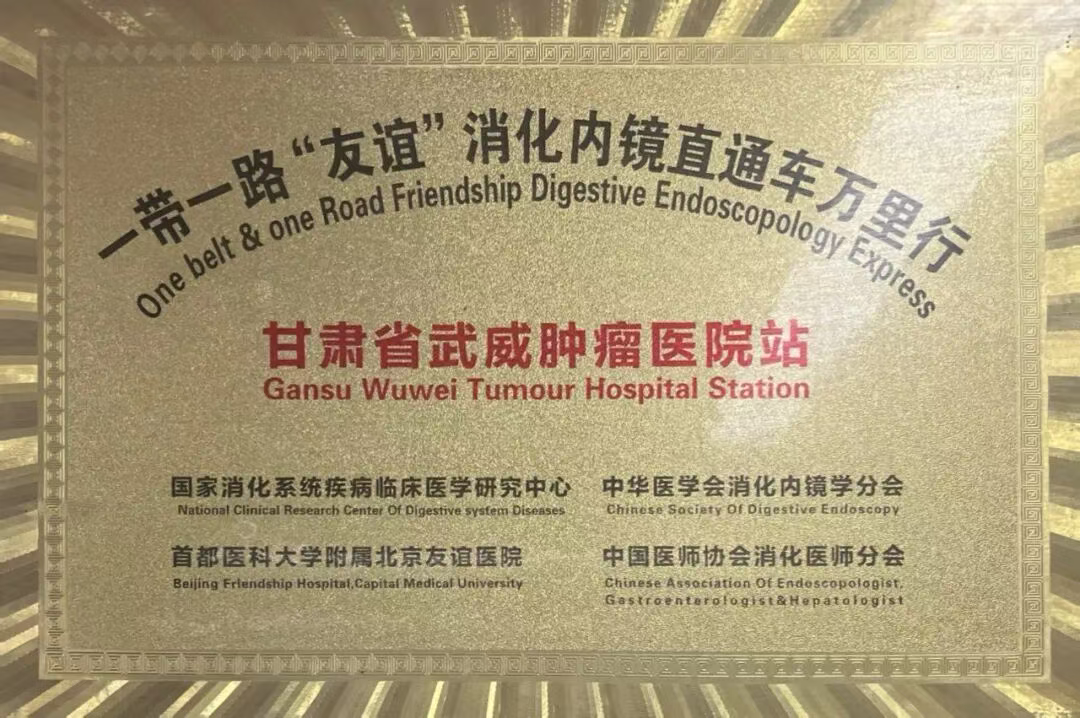 一带一路“友谊”消化内镜直通车万里行
One belt & one Road Friendship Digestive Endoscopology Express
甘肃省武威肿瘤医院站
Gansu Wuwei Tumour Hospital Station
国家消化系统疾病临床医学研究中心
National Clinical Research Center Of Digestive system Diseases
中华医学会消化内镜学分会
Chinese Society Of Digestive Endoscopy
首都医科大学附属北京友谊医院
Beijing Friendship Hospital,Capital Medical University
中国医师协会消化医师分会
Chinese Association Of Endoscopologist,
Gastroenterologist&Hepatologist